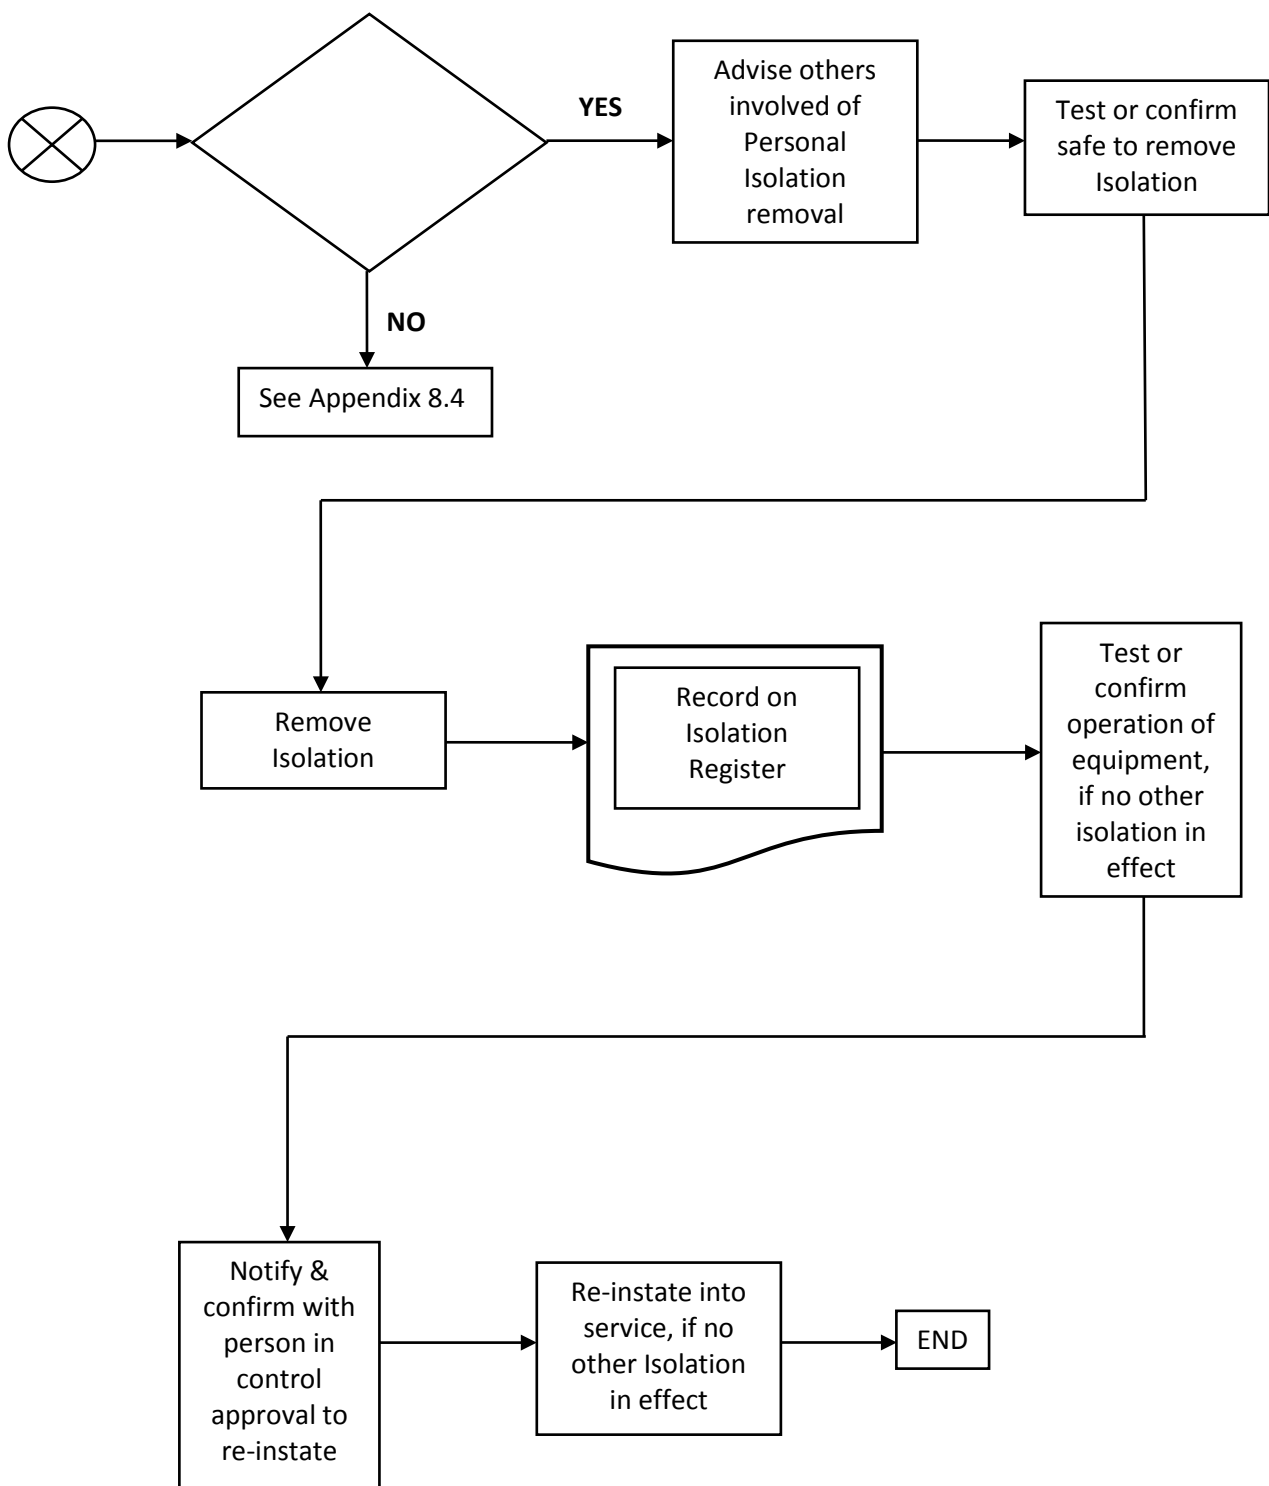 YES
Advise others
involved of
Personal
Isolation
removal
Test or confirm
safe to remove
Isolation
NO
See Appendix 8.4
Remove
Isolation
Record on
Isolation
Register
Test or
confirm
operation of
equipment,
if no other
isolation in
effect
Notify &
confirm with
person in
control
approval to
re-instate
Re-instate into
service, if no
other Isolation
in effect
END